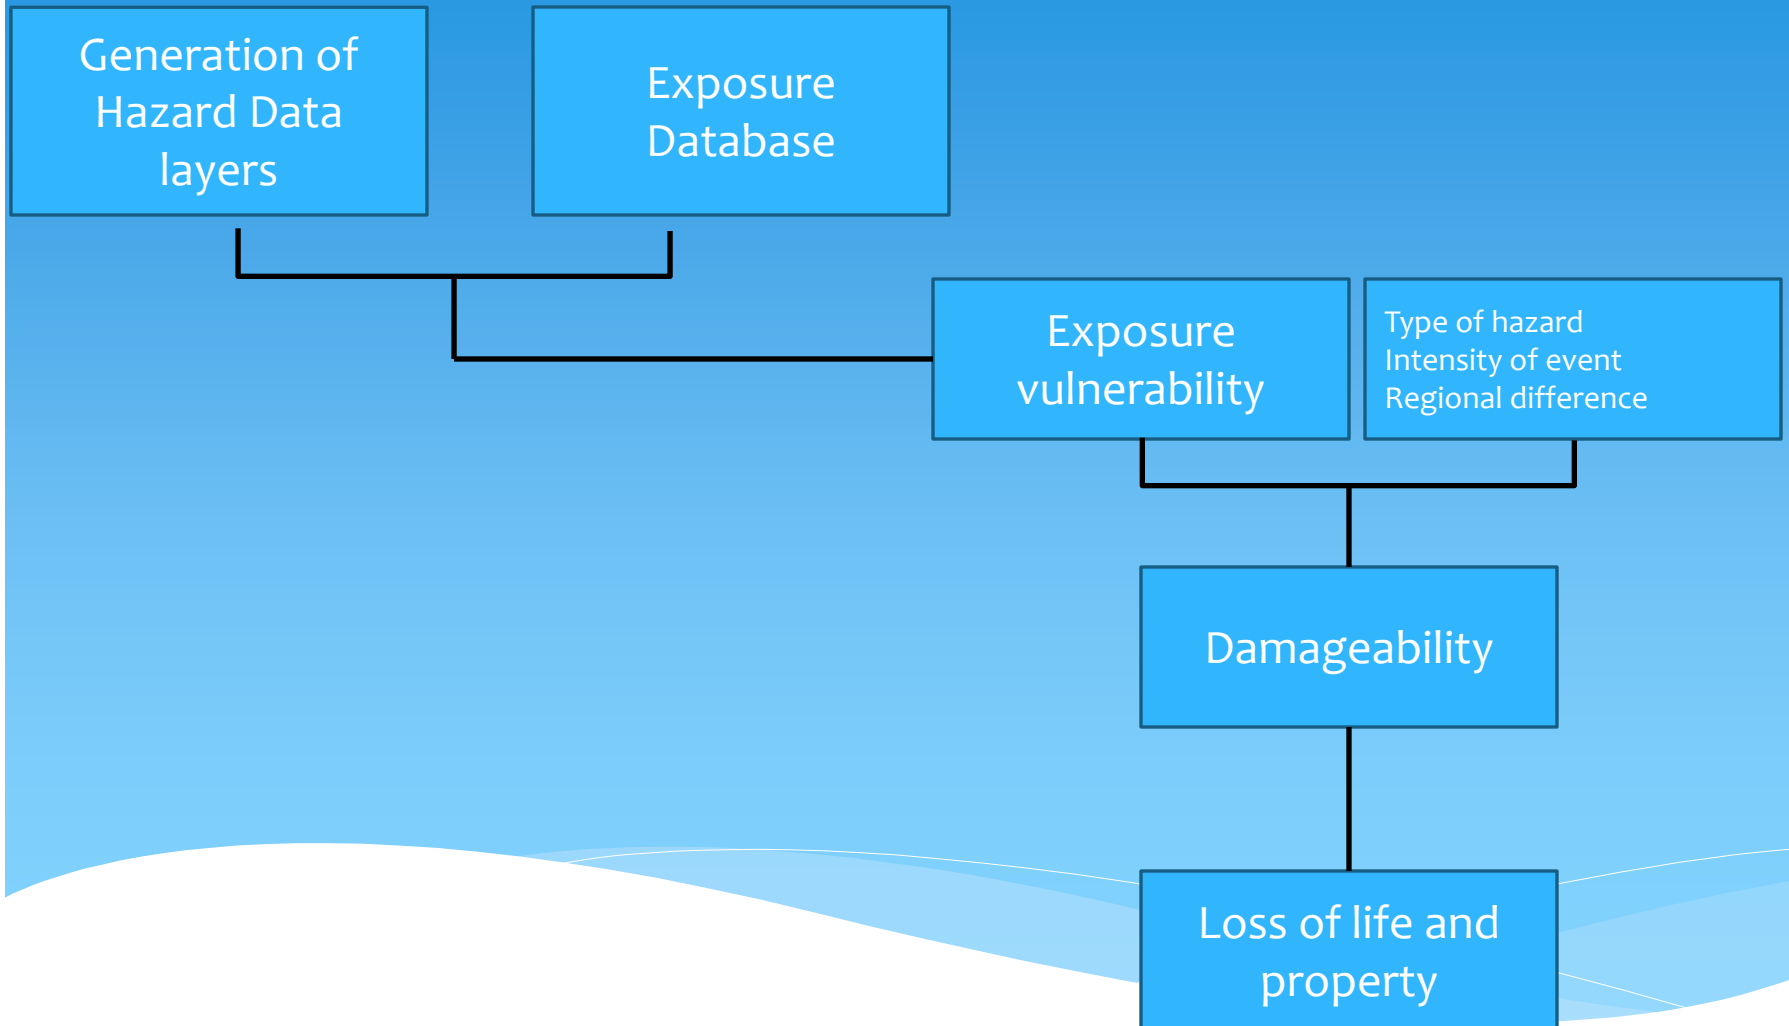 Generation of
Hazard Data
layers
Exposure
Database
Exposure
vulnerability
Type of hazard
Intensity of event
Regional difference
Damageability
Loss of life and
property